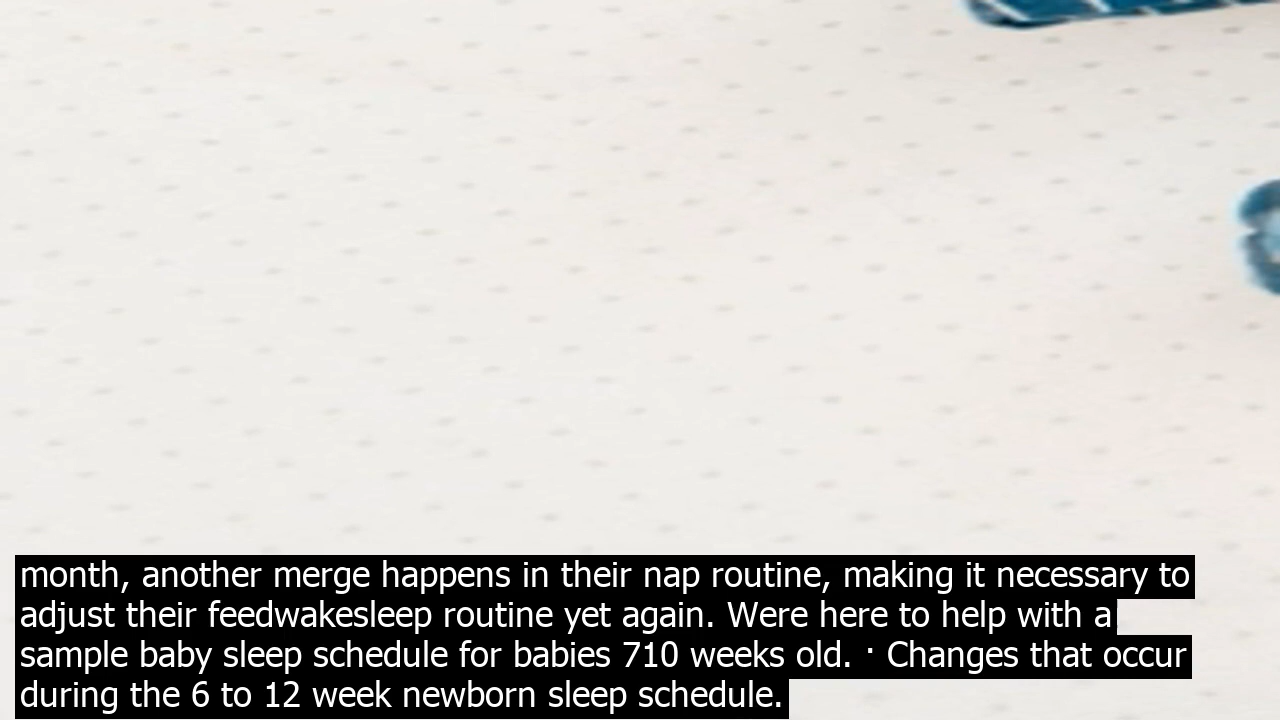 month, another merge happens in their nap routine, making it necessary to
adjust their feedwakesleep routine yet again. Were here to help with a
sample baby sleep schedule for babies 710 weeks old. · Changes that occur
during the 6 to 12 week newborn sleep schedule.